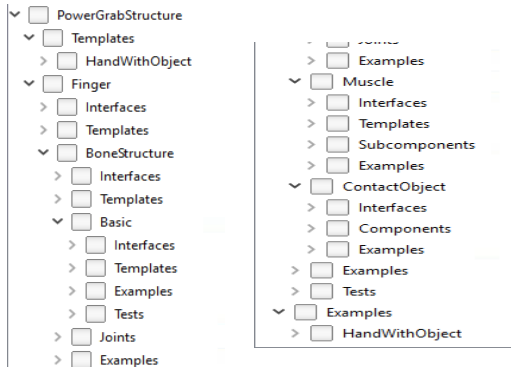 PowerGrabStructure
Templates
HandWithObject
Finger
Interfaces
Templates
BoneStructure
Interfaces
Templates
Basic
Interfaces
Templates
Examples
Tests
Joints
Examples
Joints
Examples
Muscle
Interfaces
Templates
Subcomponents
Examples
ContactObject
Interfaces
Components
Examples
Examples
Tests
Examples
HandWithObject